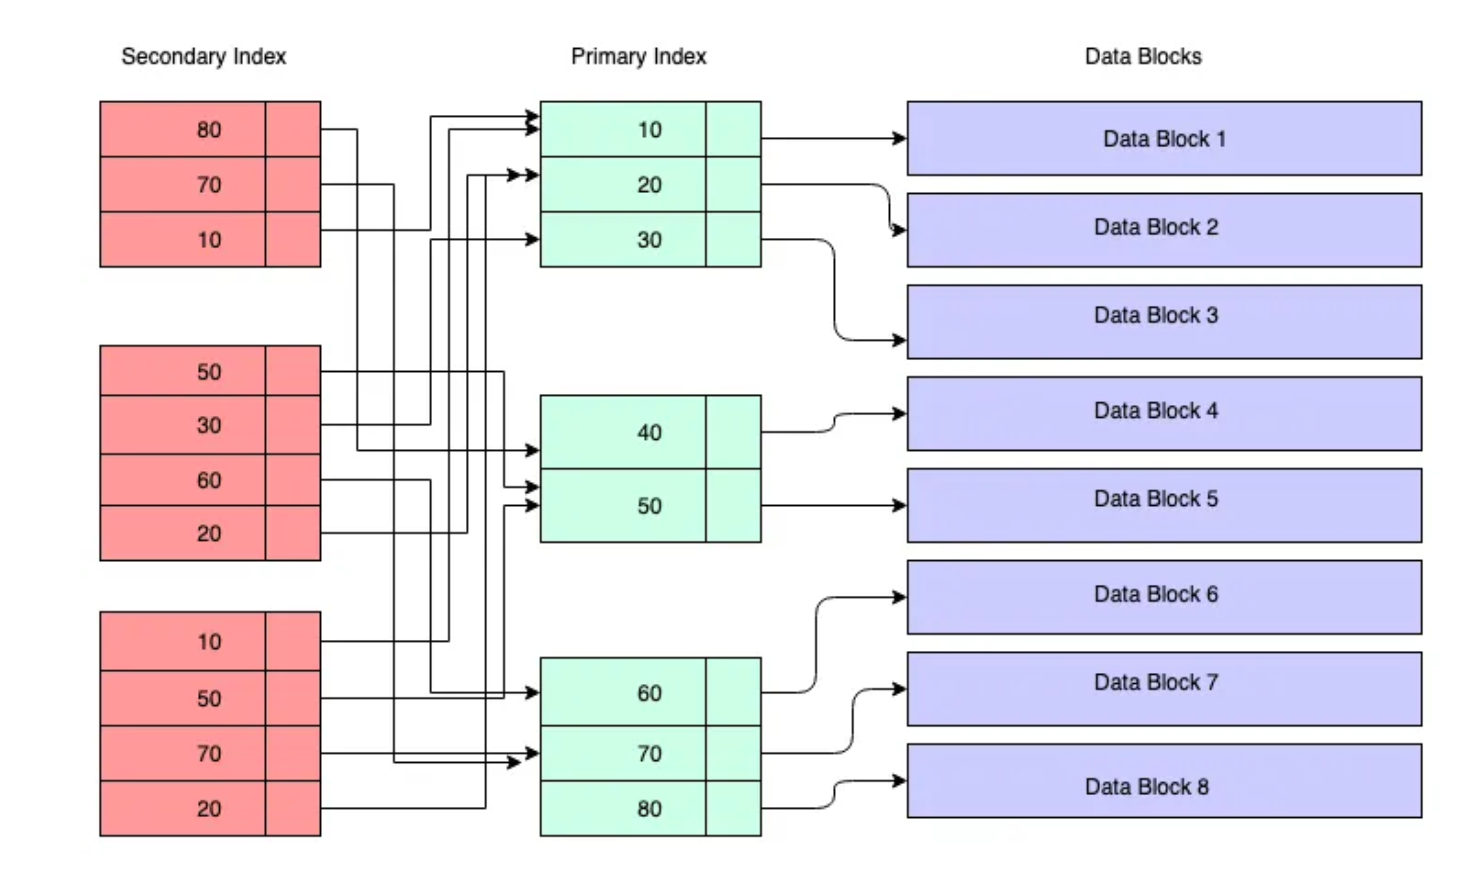 Secondary Index
Primary Index
Data Blocks
80
70
10
50
30
60
20
10
50
70
20
10
20
30
40
50
60
70
80
Data Block 1
Data Block 2
Data Block 3
Data Block 4
Data Block 5
Data Block 6
Data Block 7
Data Block 8